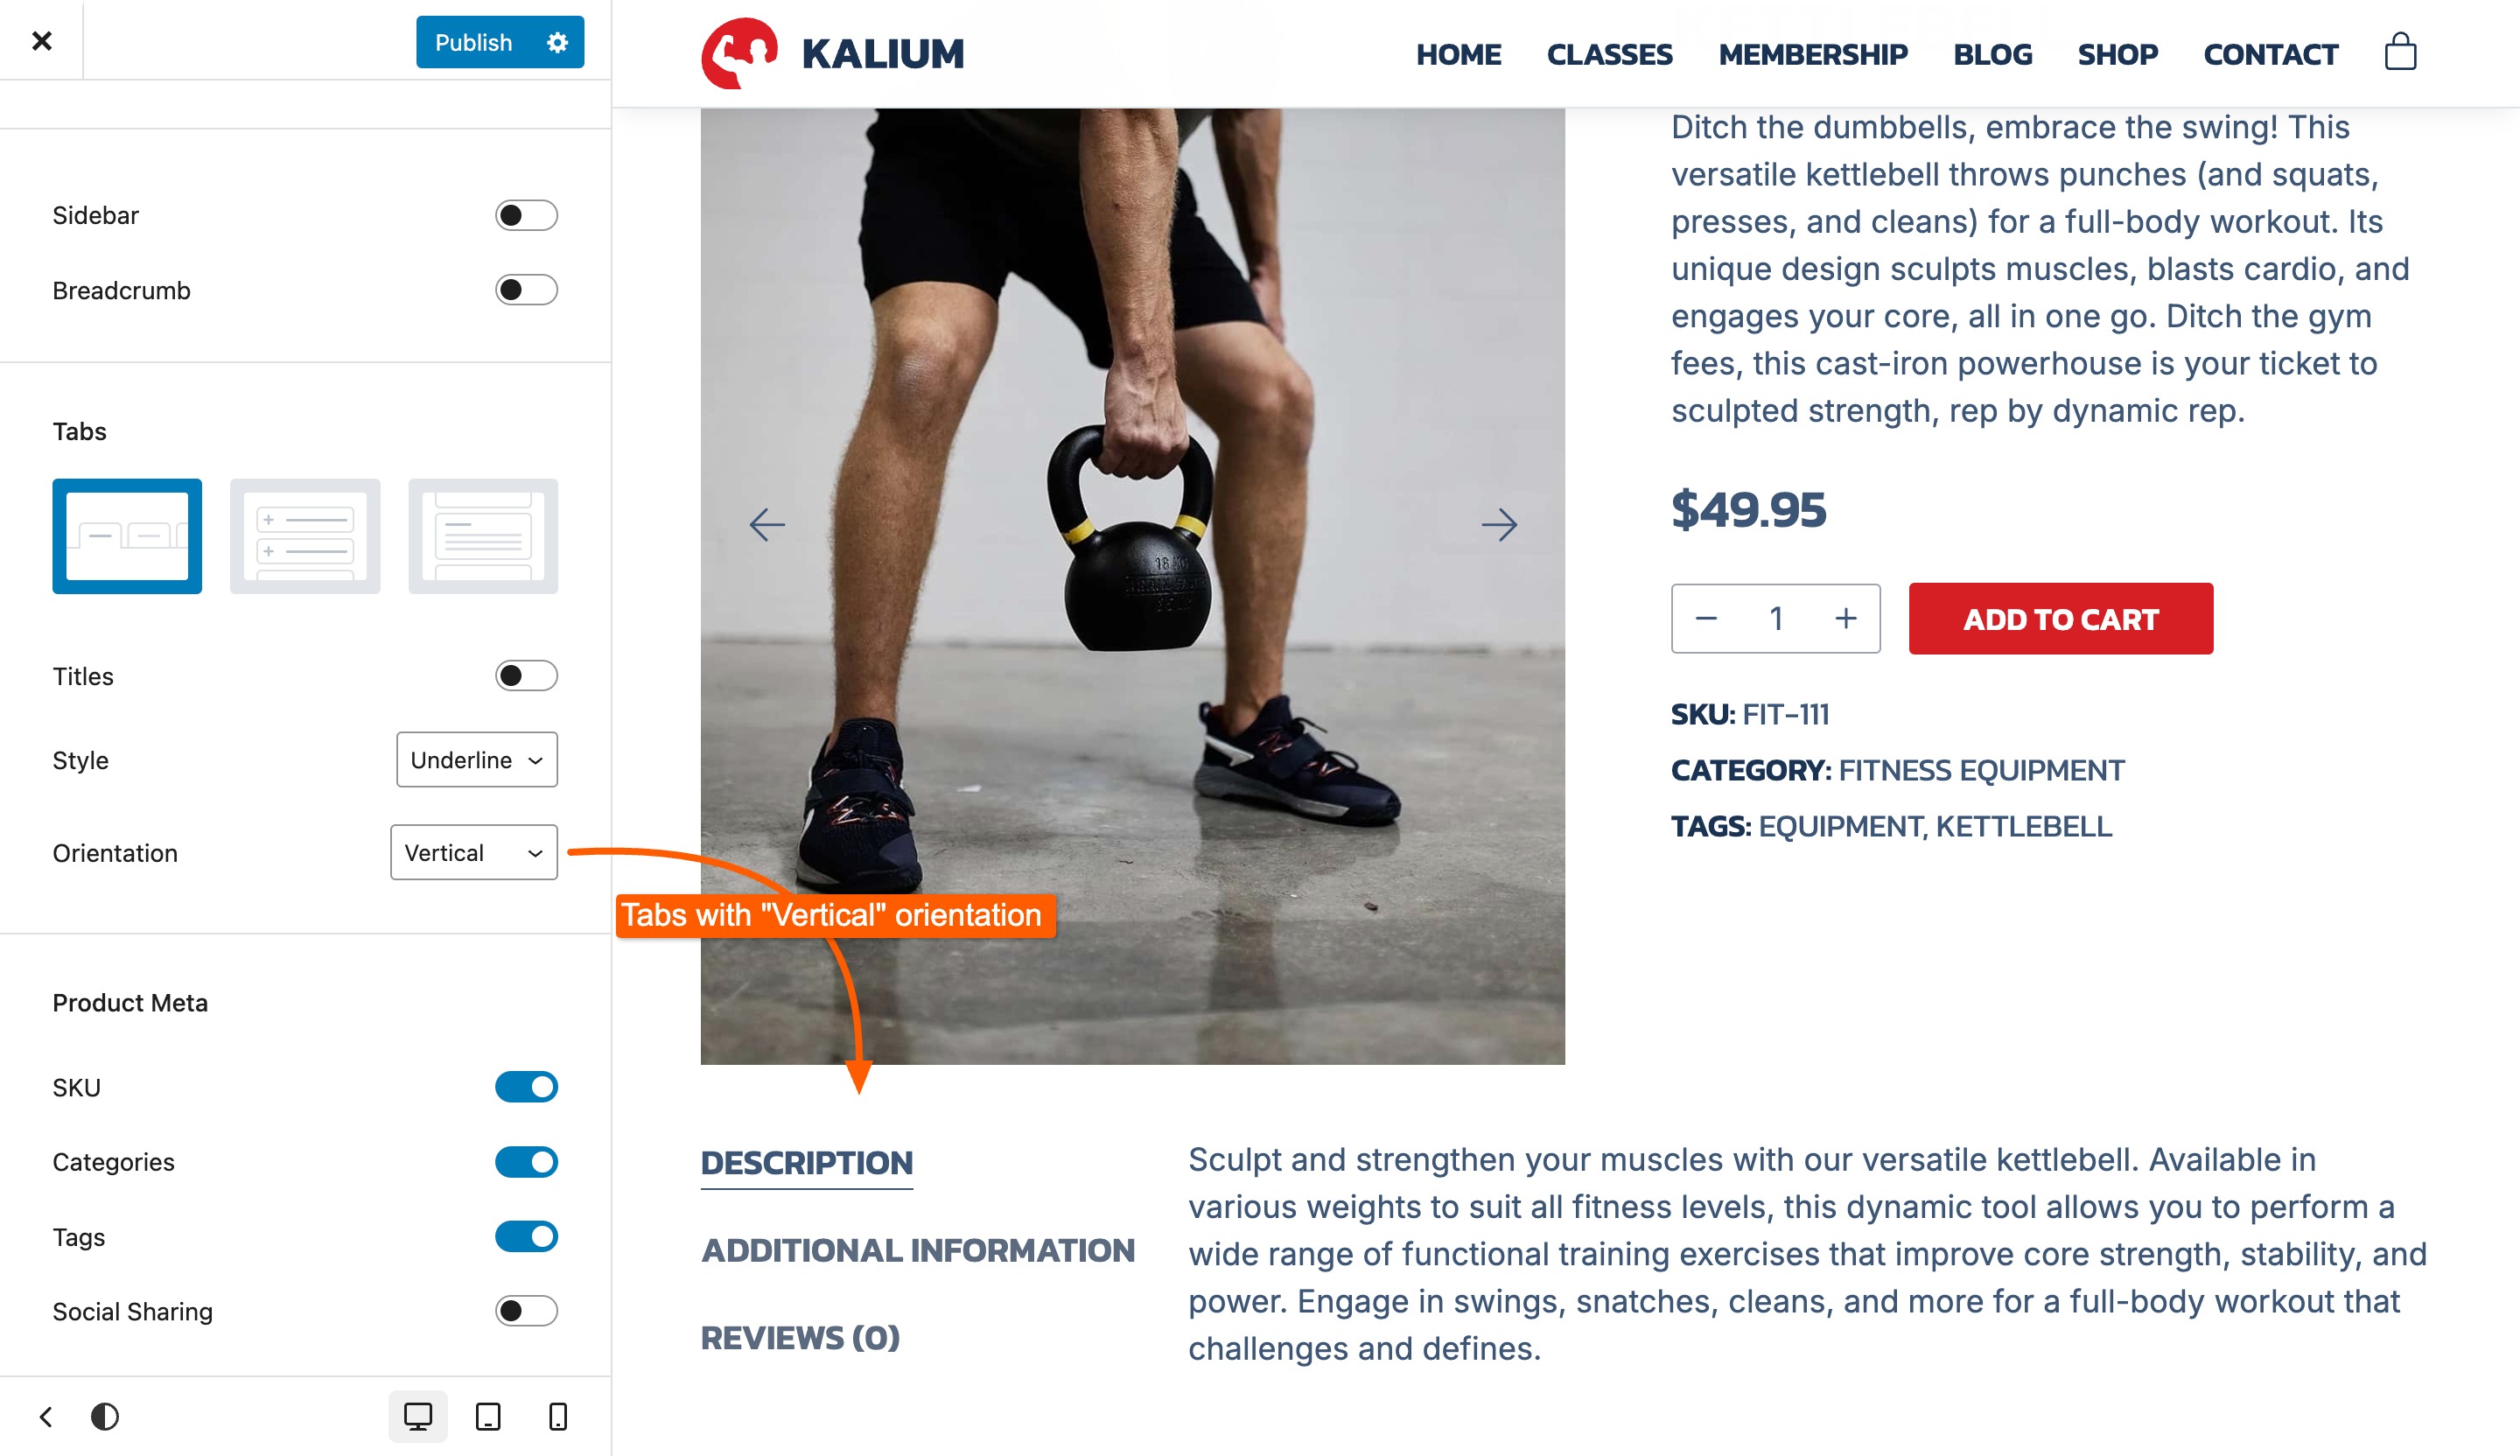 Publish
Sidebar
Breadcrumb
Tabs
Titles
Style
Underline
Orientation
Vertical
Product Meta
SKU
Categories
Tags
Social Sharing
KALIUM
HOME
CLASSES
MEMBERSHIP
BLOG
SHOP
CONTACT
Ditch the dumbbells, embrace the swing! This
versatile kettlebell throws punches (and squats,
presses, and cleans) for a full-body workout. Its
unique design sculpts muscles, blasts cardio, and
engages your core, all in one go. Ditch the gym
fees, this cast-iron powerhouse is your ticket to
sculpted strength, rep by dynamic rep.
$49.95
1
ADD TO CART
SKU: FIT-111
CATEGORY: FITNESS EQUIPMENT
TAGS: EQUIPMENT, KETTLEBELL
Tabs with "Vertical" orientation
DESCRIPTION
ADDITIONAL INFORMATION
REVIEWS (0)
Sculpt and strengthen your muscles with our versatile kettlebell. Available in
various weights to suit all fitness levels, this dynamic tool allows you to perform a
wide range of functional training exercises that improve core strength, stability, and
power. Engage in swings, snatches, cleans, and more for a full-body workout that
challenges and defines.